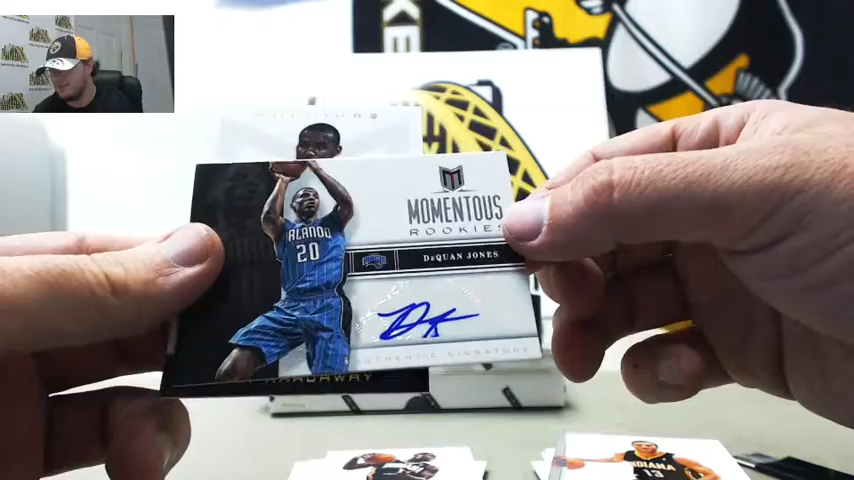 M
MOMENTOUS
ROOKIES
DEQUAN JONES
ORLANDO
20
AUTHENTIC SIGNATURE
HARDAWAY
INDIANA
13